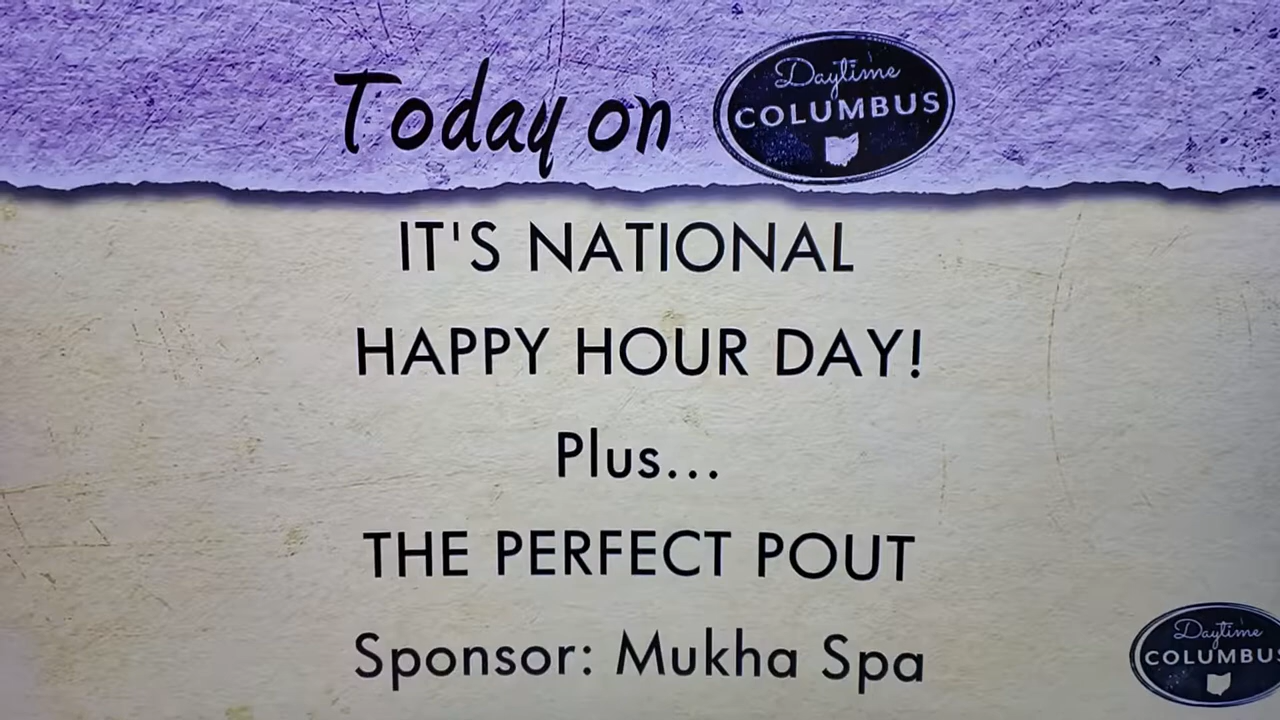 Today on Daytime COLUMBUS
IT'S NATIONAL
HAPPY HOUR DAY!
Plus...
THE PERFECT POUT
Sponsor: Mukha Spa
Daytime
COLUMBUS